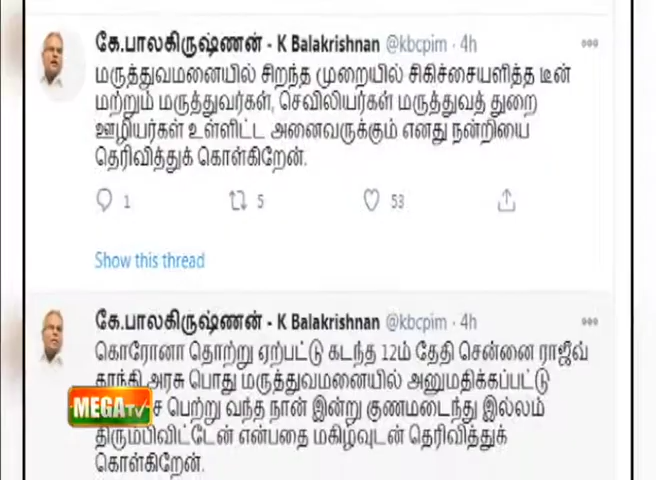 கே.பாலகிருஷ்ணன் - K Balakrishnan @kbcpim · 4h
மருத்துவமனையில் சிறந்த முறையில் சிகிச்சையளித்த டீன்
மற்றும் மருத்துவர்கள், செவிலியர்கள் மருத்துவத் துறை
ஊழியர்கள் உள்ளிட்ட அனைவருக்கும் எனது நன்றியை
தெரிவித்துக் கொள்கிறேன்.
1 5 53
Show this thread
கே.பாலகிருஷ்ணன் - K Balakrishnan @kbcpim · 4h
கொரோனா தொற்று ஏற்பட்டு கடந்த 12ம் தேதி சென்னை ராஜீவ்
காந்தி அரசு பொது மருத்துவமனையில் அனுமதிக்கப்பட்டு
MEGA TV பெற்று வந்த நான் இன்று குணமடைந்து இல்லம்
திரும்பிவிட்டேன் என்பதை மகிழ்வுடன் தெரிவித்துக்
கொள்கிறேன்.